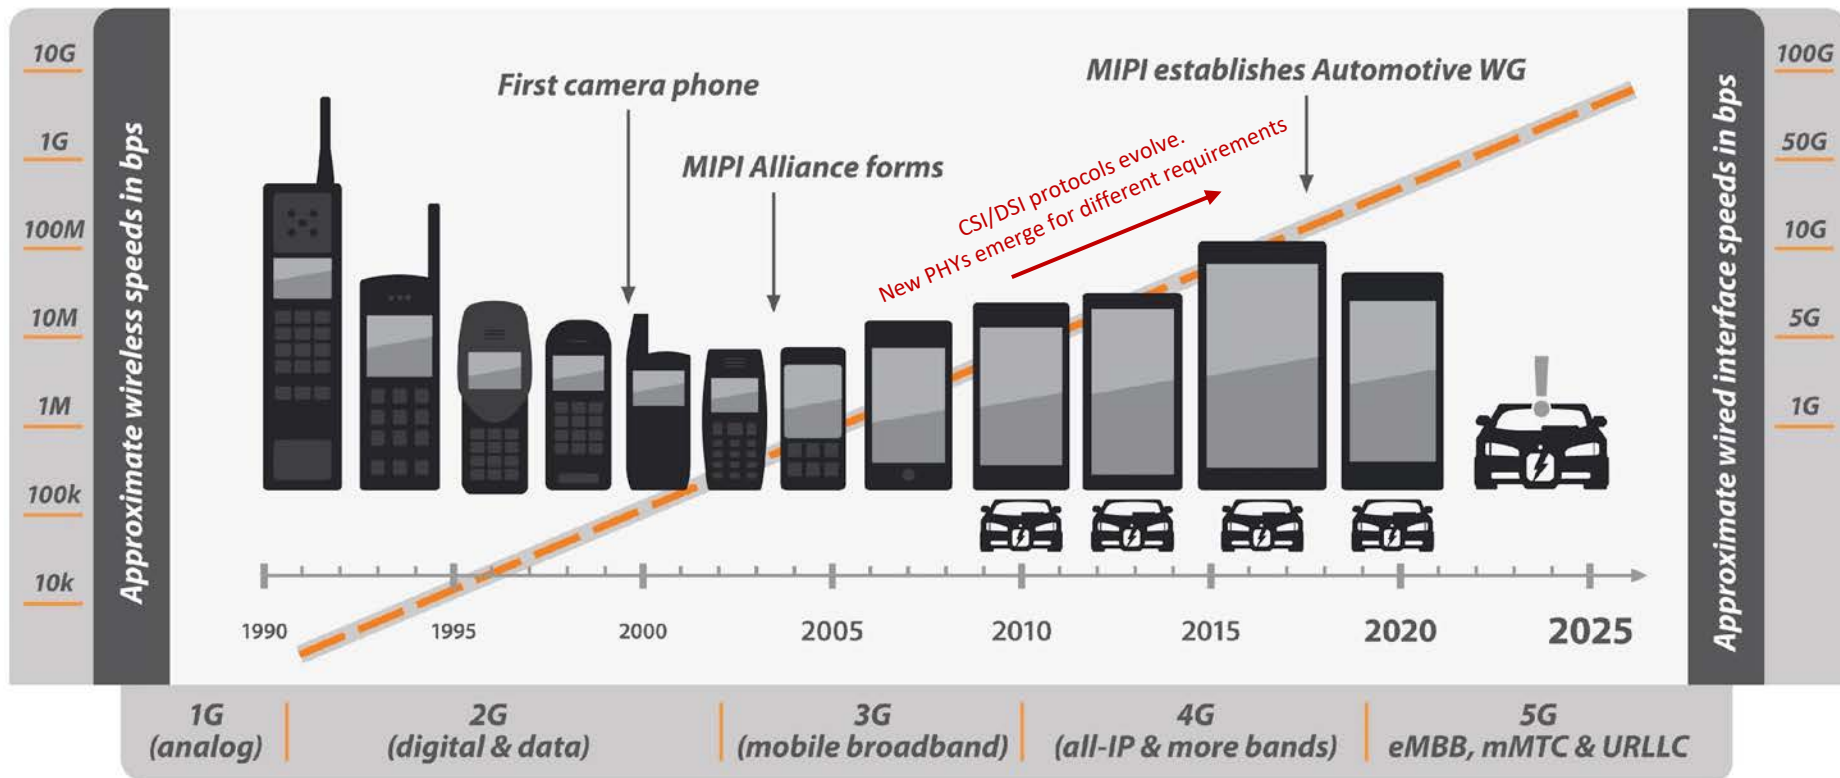 10G
1G
100M
10M
1M
100k
10k
Approximate wireless speeds in bps
First camera phone
MIPI Alliance forms
CSI/DSI protocols evolve.
New PHYs emerge for different requirements
MIPI establishes Automotive WG
Approximate wired interface speeds in bps
100G
50G
10G
5G
1G
1990
1995
2000
2005
2010
2015
2020
2025
1G
(analog)
2G
(digital & data)
3G
(mobile broadband)
4G
(all-IP & more bands)
5G
eMBB, mMTC & URLLC